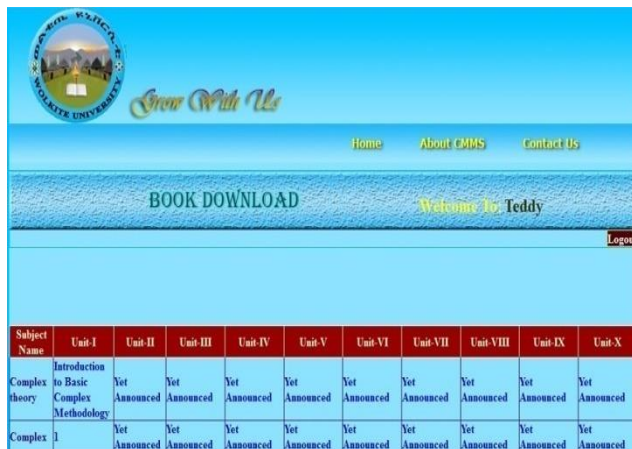 ወልቂጤ ዩኒቨርሲቲ
WOLKITE UNIVERSITY
Grow With Us
Home About CMMS Contact Us
BOOK DOWNLOAD Welcome To: Teddy
Subject Name Unit-I Unit-II Unit-III Unit-IV Unit-V Unit-VI Unit-VII Unit-VIII Unit-IX Unit-X
Complex theory Introduction to Basic Complex Methodology Yet Announced Yet Announced Yet Announced Yet Announced Yet Announced Yet Announced Yet Announced Yet Announced Yet Announced
Complex 1 Yet Announced Yet Announced Yet Announced Yet Announced Yet Announced Yet Announced Yet Announced Yet Announced Yet Announced